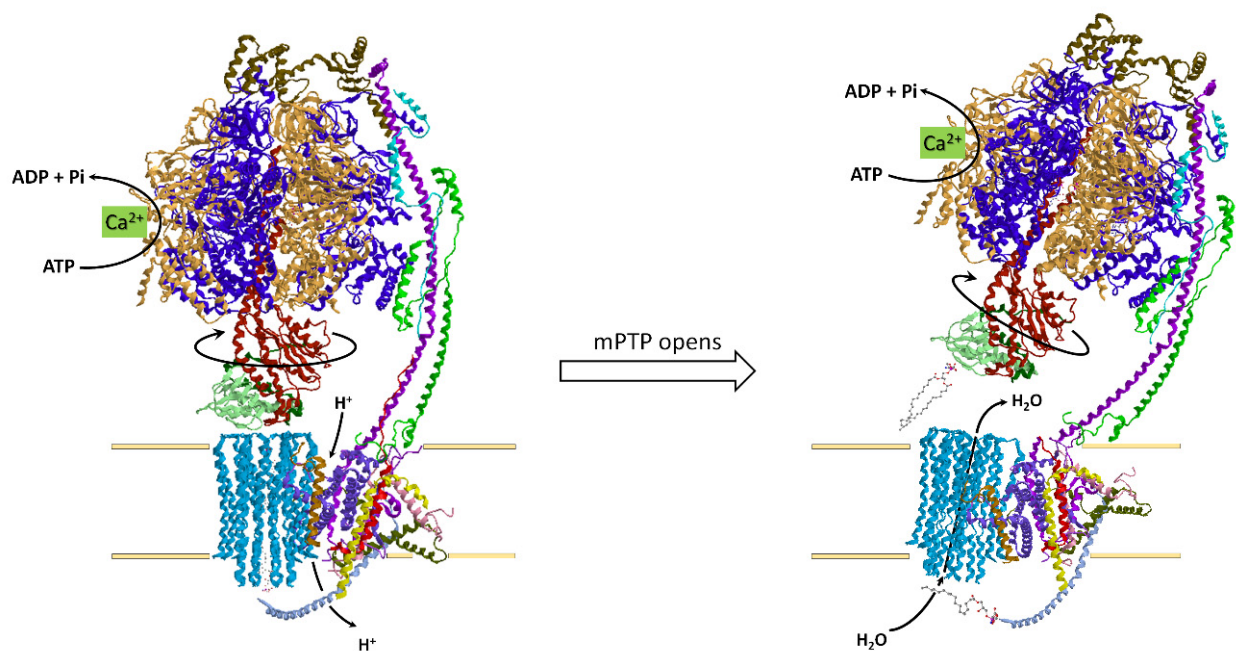 ADP + Pi
Ca²⁺
ATP
H⁺
H⁺
mPTP opens
ADP + Pi
Ca²⁺
ATP
H₂O
H₂O